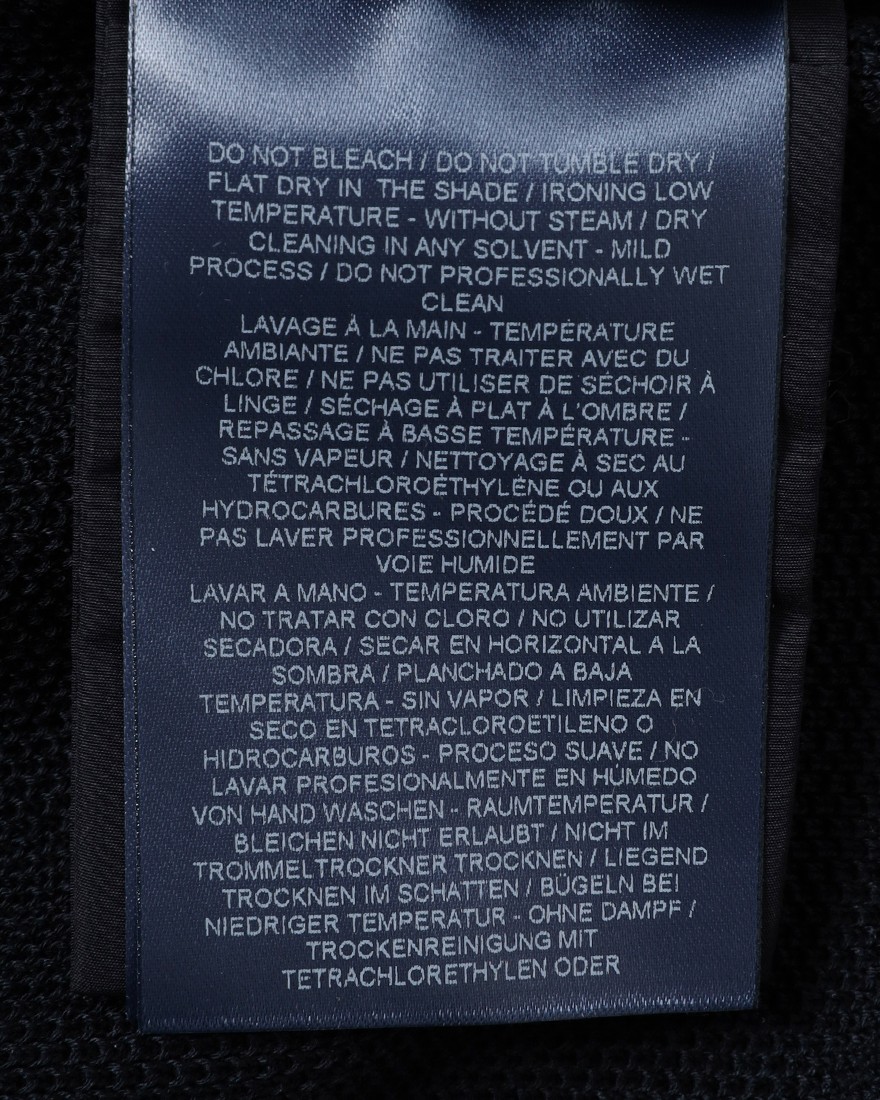 DO NOT BLEACH / DO NOT TUMBLE DRY /
FLAT DRY IN THE SHADE / IRONING LOW
TEMPERATURE - WITHOUT STEAM / DRY
CLEANING IN ANY SOLVENT - MILD
PROCESS / DO NOT PROFESSIONALLY WET
CLEAN
LAVAGE À LA MAIN - TEMPÉRATURE
AMBIANTE / NE PAS TRAITER AVEC DU
CHLORE / NE PAS UTILISER DE SÉCHOIR À
LINGE / SÉCHAGE À PLAT À L'OMBRE /
REPASSAGE À BASSE TEMPÉRATURE -
SANS VAPEUR / NETTOYAGE À SEC AU
TÉTRACHLOROÉTHYLÈNE OU AUX
HYDROCARBURES - PROCÉDÉ DOUX / NE
PAS LAVER PROFESSIONNELLEMENT PAR
VOIE HUMIDE
LAVAR A MANO - TEMPERATURA AMBIENTE /
NO TRATAR CON CLORO / NO UTILIZAR
SECADORA / SECAR EN HORIZONTAL A LA
SOMBRA / PLANCHADO A BAJA
TEMPERATURA - SIN VAPOR / LIMPIEZA EN
SECO EN TETRACLOROETILENO O
HIDROCARBUROS - PROCESO SUAVE / NO
LAVAR PROFESIONALMENTE EN HÚMEDO
VON HAND WASCHEN - RAUMTEMPERATUR /
BLEICHEN NICHT ERLAUBT / NICHT IM
TROMMELTROCKNER TROCKNEN / LIEGEND
TROCKNEN IM SCHATTEN / BÜGELN BEI
NIEDRIGER TEMPERATUR - OHNE DAMPF /
TROCKENREINIGUNG MIT
TETRACHLORETHYLEN ODER